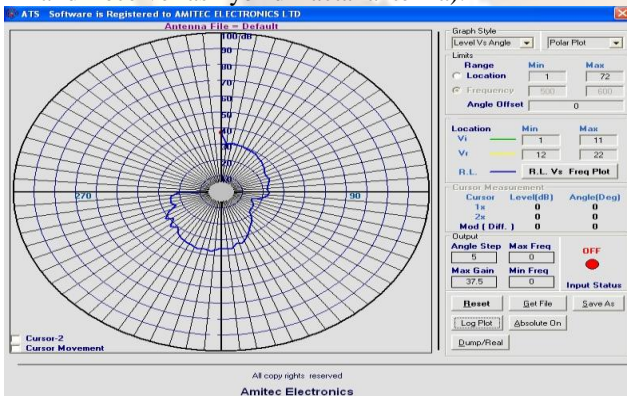 ATS Software is Registered to AMITEC ELECTRONICS LTD
Antenna File = Default
100 dB
90
80
70
60
50
40
30
20
10
270
90
Cursor-2
Cursor Movement
Graph Style
Level Vs Angle Polar Plot
Limits
Range Min Max
Location 1 72
Frequency 500 600
Angle Offset 0
Location Min Max
Vi 1 11
Vr 12 22
R.L. R.L. Vs Freq Plot
Cursor Measurement
Cursor Level(dB) Angle(Deg)
1x 0 0
2x 0 0
Mod ( Diff. ) 0 0
Output
Angle Step Max Freq
5 0
OFF
Max Gain Min Freq
37.5 0
Input Status
Reset Get File Save As
Log Plot Absolute On
Dump/Real
All copy rights reserved
Amitec Electronics